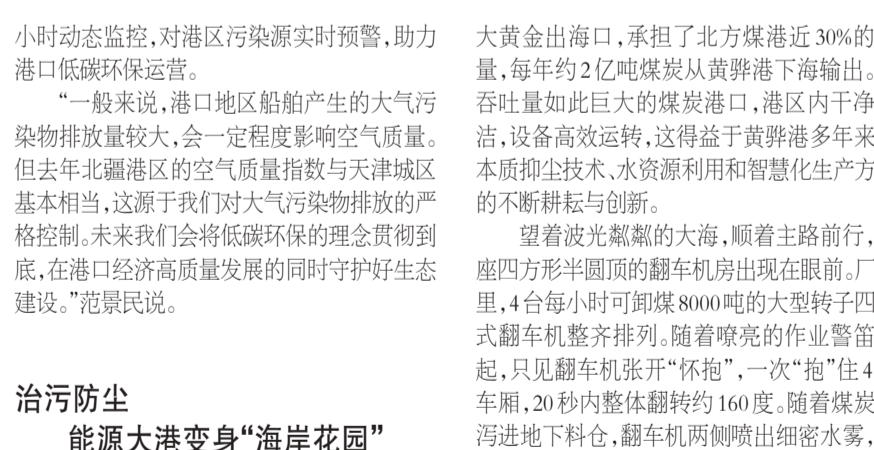 小时动态监控，对港区污染源实时预警，助力
港口低碳环保运营。
“一般来说，港口地区船舶产生的大气污
染物排放量较大，会一定程度影响空气质量。
但去年北疆港区的空气质量指数与天津城区
基本相当，这源于我们对大气污染物排放的严
格控制。未来我们会将低碳环保的理念贯彻到
底，在港口经济高质量发展的同时守护好生态
建设。”范景民说。
治污防尘
能源大港变身“海岸花园”
大黄金出海口，承担了北方煤港近30%的
量，每年约2亿吨煤炭从黄骅港下海输出。
吞吐量如此巨大的煤炭港口，港区内干净
洁，设备高效运转，这得益于黄骅港多年来
本质抑尘技术、水资源利用和智慧化生产方
的不断耕耘与创新。
望着波光粼粼的大海，顺着主路前行，
座四方形半圆顶的翻车机房出现在眼前。厂
里，4台每小时可卸煤8000吨的大型转子四
式翻车机整齐排列。随着嘹亮的作业警笛
起，只见翻车机张开“怀抱”，一次“抱”住4
车厢，20秒内整体翻转约160度。随着煤炭
泻进地下料仓，翻车机两侧喷出细密水雾，